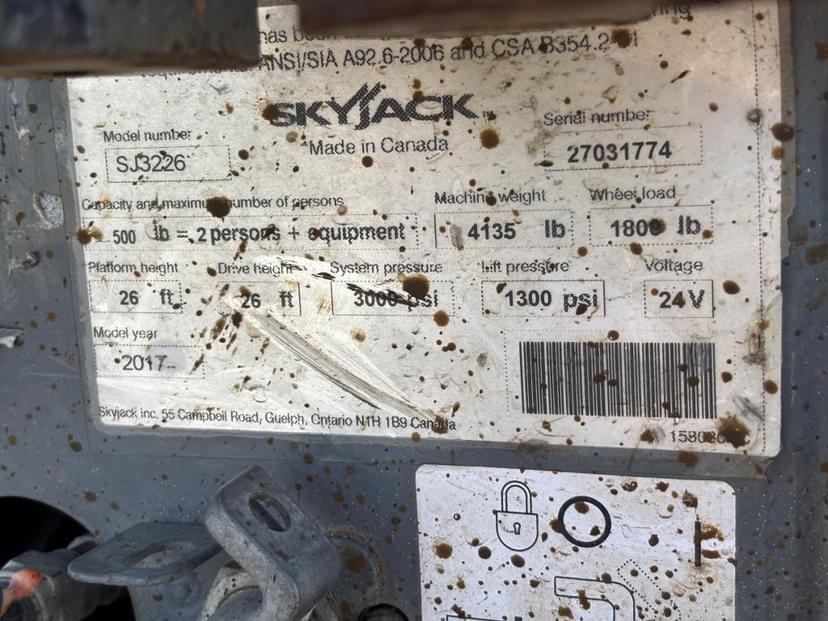 has been
ANSI/SIA A92.6-2006 and CSA B354.2-01
SKYJACK
Made in Canada
Model number
SJ3226
Serial number
27031774
Capacity and maximum number of persons
500 lb = 2 persons + equipment
Machine weight
4135 lb
Wheel load
1800 lb
Platform height
26 ft
Drive height
26 ft
System pressure
3000 psi
Lift pressure
1300 psi
Voltage
24 V
Model year
2017
Skyjack inc. 55 Campbell Road, Guelph, Ontario N1H 1B9 Canada